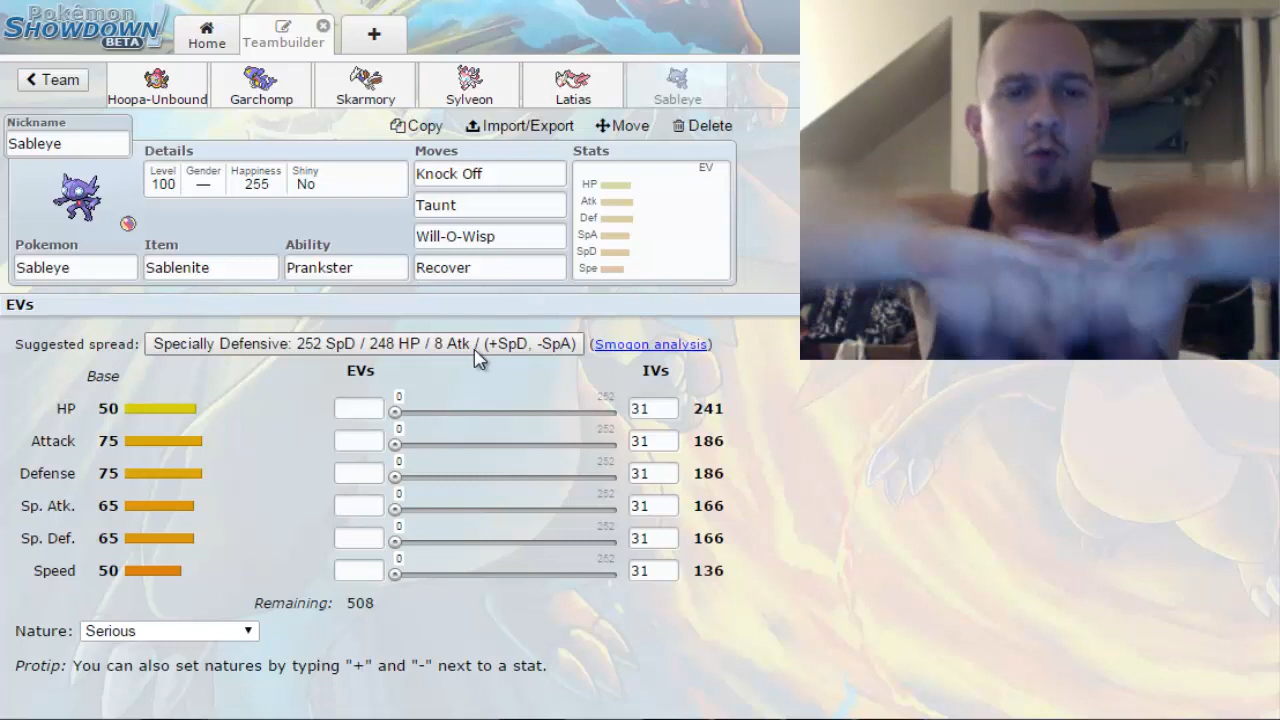 Pokémon
SHOWDOWN!
BETA
Home
Teambuilder
+
Team
Hoopa-Unbound
Garchomp
Skarmory
Sylveon
Latias
Sableye
Copy
Import/Export
Move
Delete
Nickname
Sableye
Details
Level
100
Gender
—
Happiness
255
Shiny
No
Pokemon
Sableye
Item
Sablenite
Ability
Prankster
Moves
Knock Off
Taunt
Will-O-Wisp
Recover
Stats
EV
HP
Atk
Def
SpA
SpD
Spe
EVs
Suggested spread: Specially Defensive: 252 SpD / 248 HP / 8 Atk / (+SpD, -SpA) (Smogon analysis)
Base EVs IVs
HP 50 0 252 31 241
Attack 75 0 252 31 186
Defense 75 0 252 31 186
Sp. Atk. 65 0 252 31 166
Sp. Def. 65 0 252 31 166
Speed 50 0 252 31 136
Remaining: 508
Nature: Serious
Protip: You can also set natures by typing "+" and "-" next to a stat.